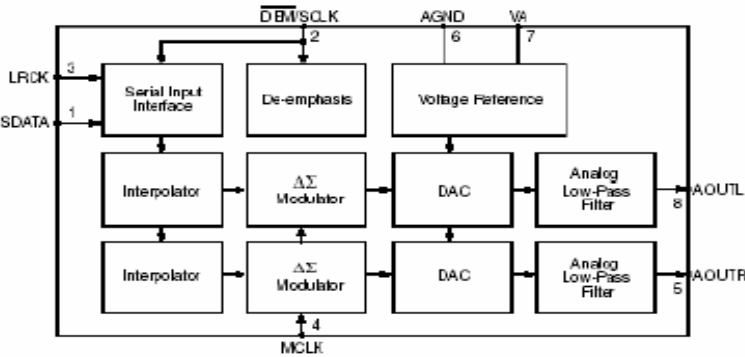 DEM/SCLK
AGND
VA
2
6
7
LRCK
3
SDATA
1
Serial Input
Interface
De-emphasis
Voltage Reference
Interpolator
ΔΣ
Modulator
DAC
Analog
Low-Pass
Filter
AOUTL
8
Interpolator
ΔΣ
Modulator
DAC
Analog
Low-Pass
Filter
AOUTR
5
4
MCLK